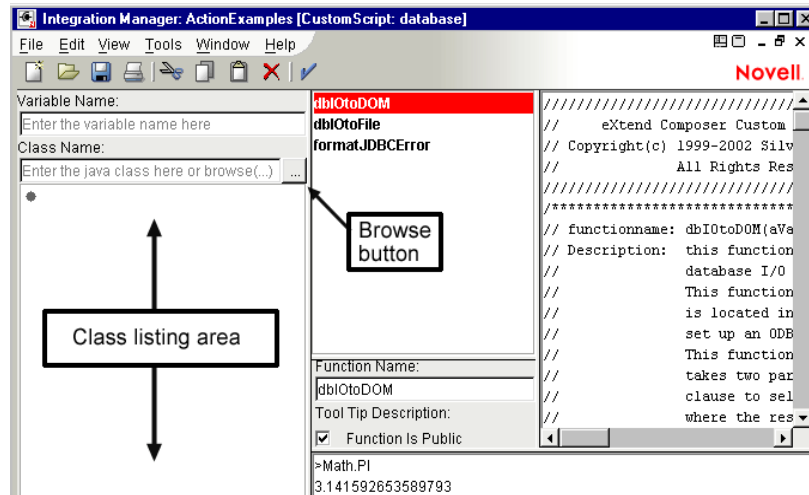 Integration Manager: ActionExamples [CustomScript: database]
File Edit View Tools Window Help
Novell
Variable Name:
Enter the variable name here
Class Name:
Enter the java class here or browse(...) ...
Class listing area
Browse
button
dbIOtoDOM
dbIOtoFile
formatJDBCError
Function Name:
dbIOtoDOM
Tool Tip Description:
Function Is Public
////////////////////////////////
// eXtend Composer Custom
// Copyright(c) 1999-2002 Silv
// All Rights Res
////////////////////////////////
/*******************************
// functionname: dbIOtoDOM(aVa
// Description: this function
// database I/O
// This function
// is located in
// set up an ODB
// This function
// takes two par
// clause to sel
// where the res
>Math.PI
3.141592653589793